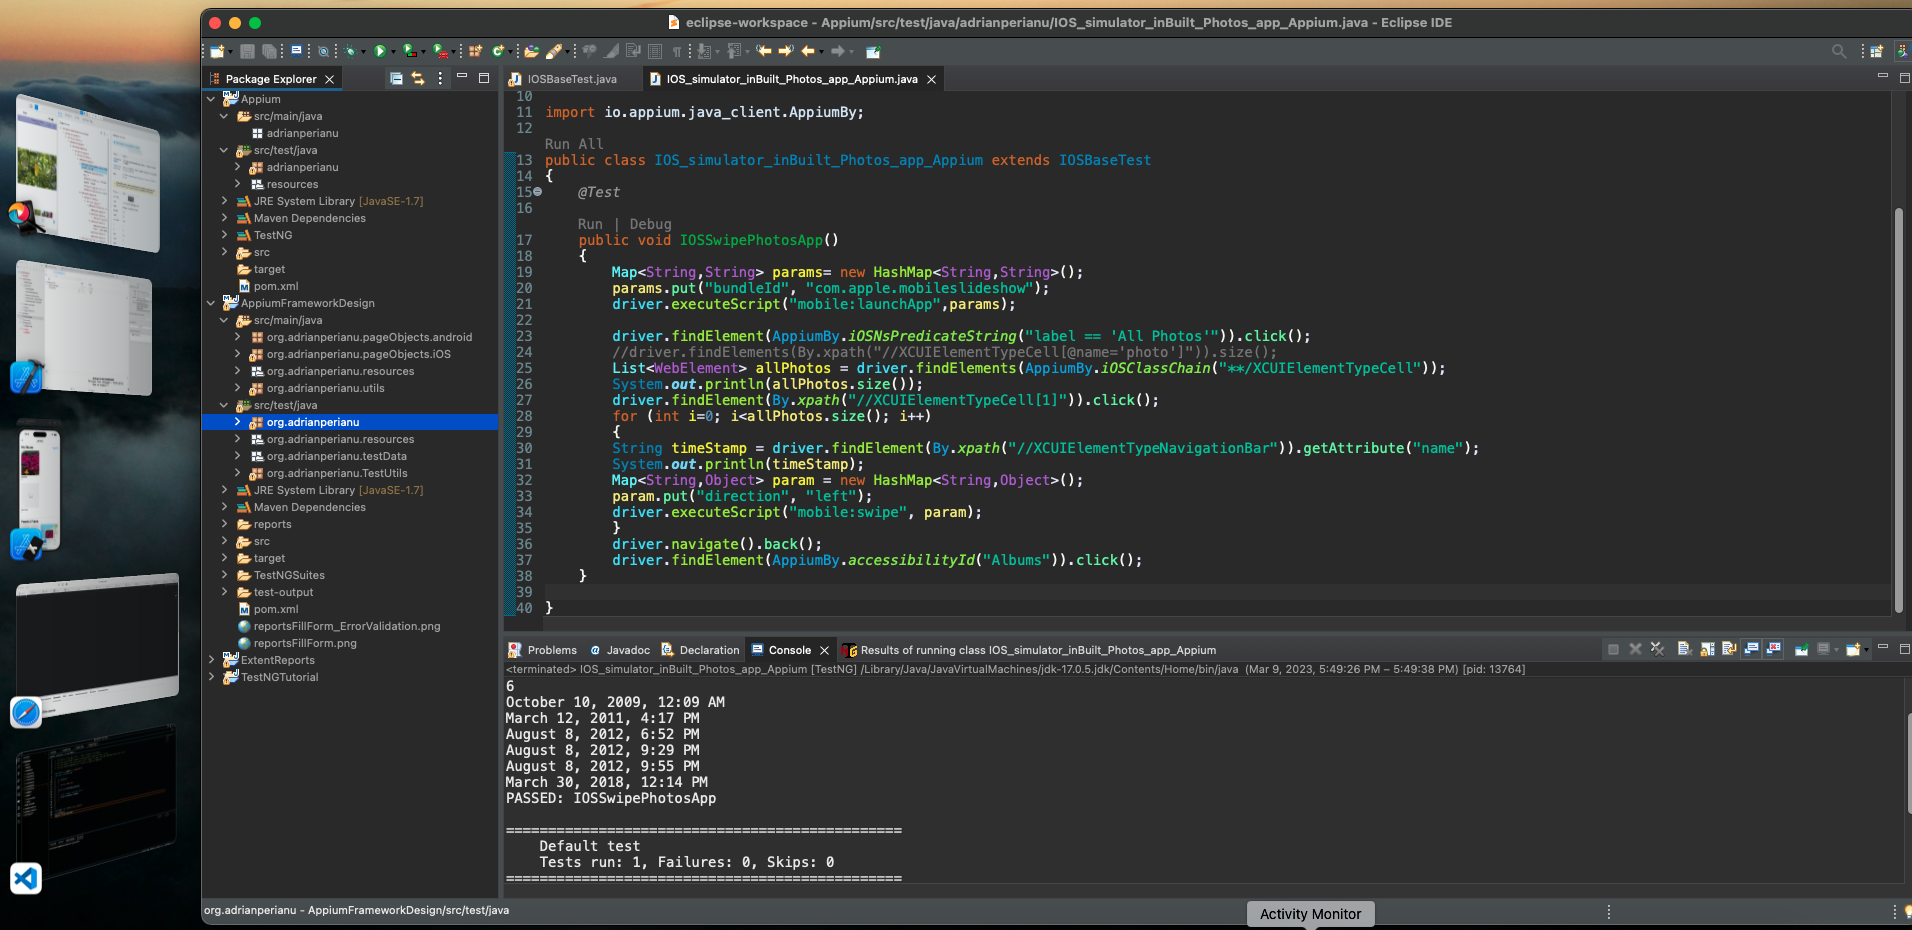 eclipse-workspace - Appium/src/test/java/adrianperianu/IOS_simulator_inBuilt_Photos_app_Appium.java - Eclipse IDE
Package Explorer
Appium
src/main/java
adrianperianu
src/test/java
adrianperianu
resources
JRE System Library [JavaSE-1.7]
Maven Dependencies
TestNG
src
target
pom.xml
AppiumFrameworkDesign
src/main/java
org.adrianperianu.pageObjects.android
org.adrianperianu.pageObjects.iOS
org.adrianperianu.resources
org.adrianperianu.utils
src/test/java
org.adrianperianu
org.adrianperianu.resources
org.adrianperianu.testData
org.adrianperianu.TestUtils
JRE System Library [JavaSE-1.7]
Maven Dependencies
reports
src
target
TestNGSuites
test-output
pom.xml
reportsFillForm_ErrorValidation.png
reportsFillForm.png
ExtentReports
TestNGTutorial
IOSBaseTest.java
IOS_simulator_inBuilt_Photos_app_Appium.java
10
11 import io.appium.java_client.AppiumBy;
12
Run All
13 public class IOS_simulator_inBuilt_Photos_app_Appium extends IOSBaseTest
14 {
15 @Test
16
Run | Debug
17 public void IOSSwipePhotosApp()
18 {
19 Map<String,String> params= new HashMap<String,String>();
20 params.put("bundleId", "com.apple.mobileslideshow");
21 driver.executeScript("mobile:launchApp",params);
22
23 driver.findElement(AppiumBy.iOSNsPredicateString("label == 'All Photos'")).click();
24 //driver.findElements(By.xpath("//XCUIElementTypeCell[@name='photo']")).size();
25 List<WebElement> allPhotos = driver.findElements(AppiumBy.iOSClassChain("**/XCUIElementTypeCell"));
26 System.out.println(allPhotos.size());
27 driver.findElement(By.xpath("//XCUIElementTypeCell[1]")).click();
28 for (int i=0; i<allPhotos.size(); i++)
29 {
30 String timeStamp = driver.findElement(By.xpath("//XCUIElementTypeNavigationBar")).getAttribute("name");
31 System.out.println(timeStamp);
32 Map<String,Object> param = new HashMap<String,Object>();
33 param.put("direction", "left");
34 driver.executeScript("mobile:swipe", param);
35 }
36 driver.navigate().back();
37 driver.findElement(AppiumBy.accessibilityId("Albums")).click();
38 }
39
40 }
Problems
Javadoc
Declaration
Console
Results of running class IOS_simulator_inBuilt_Photos_app_Appium
<terminated> IOS_simulator_inBuilt_Photos_app_Appium [TestNG] /Library/Java/JavaVirtualMachines/jdk-17.0.5.jdk/Contents/Home/bin/java (Mar 9, 2023, 5:49:26 PM – 5:49:38 PM) [pid: 13764]
6
October 10, 2009, 12:09 AM
March 12, 2011, 4:17 PM
August 8, 2012, 6:52 PM
August 8, 2012, 9:29 PM
August 8, 2012, 9:55 PM
March 30, 2018, 12:14 PM
PASSED: IOSSwipePhotosApp
===============================================
Default test
Tests run: 1, Failures: 0, Skips: 0
===============================================
org.adrianperianu - AppiumFrameworkDesign/src/test/java
Activity Monitor